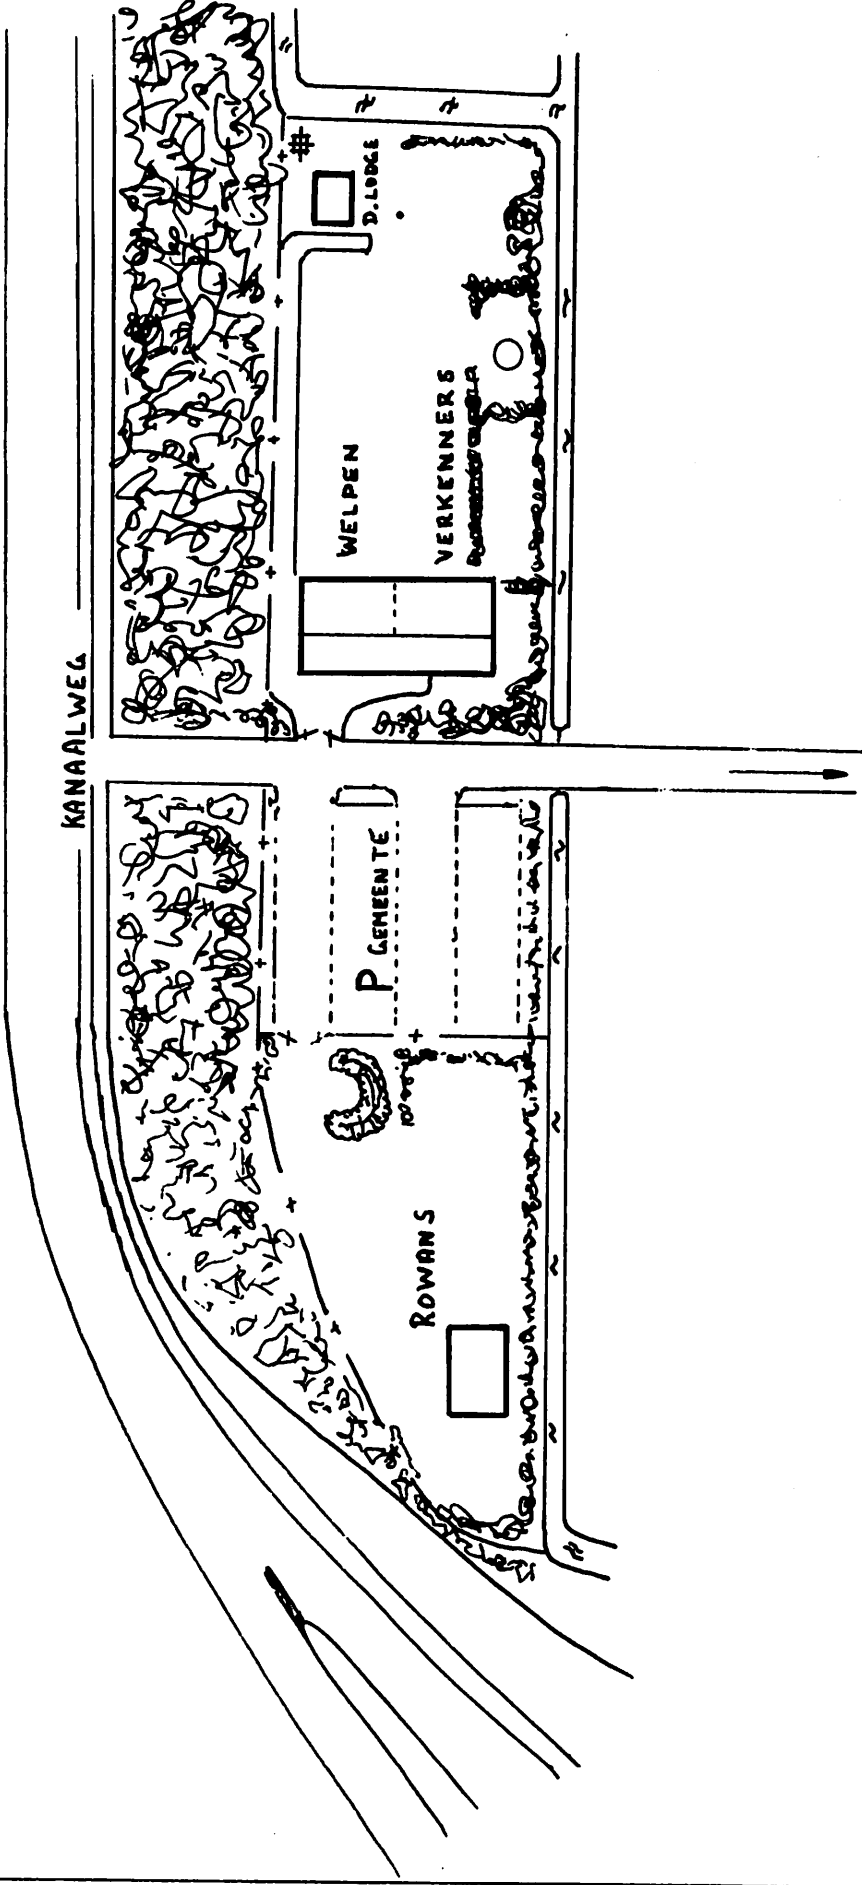 KANAALWEG
D. LODGE
WELPEN
VERKENNERS
P GEMEENTE
ROWANS